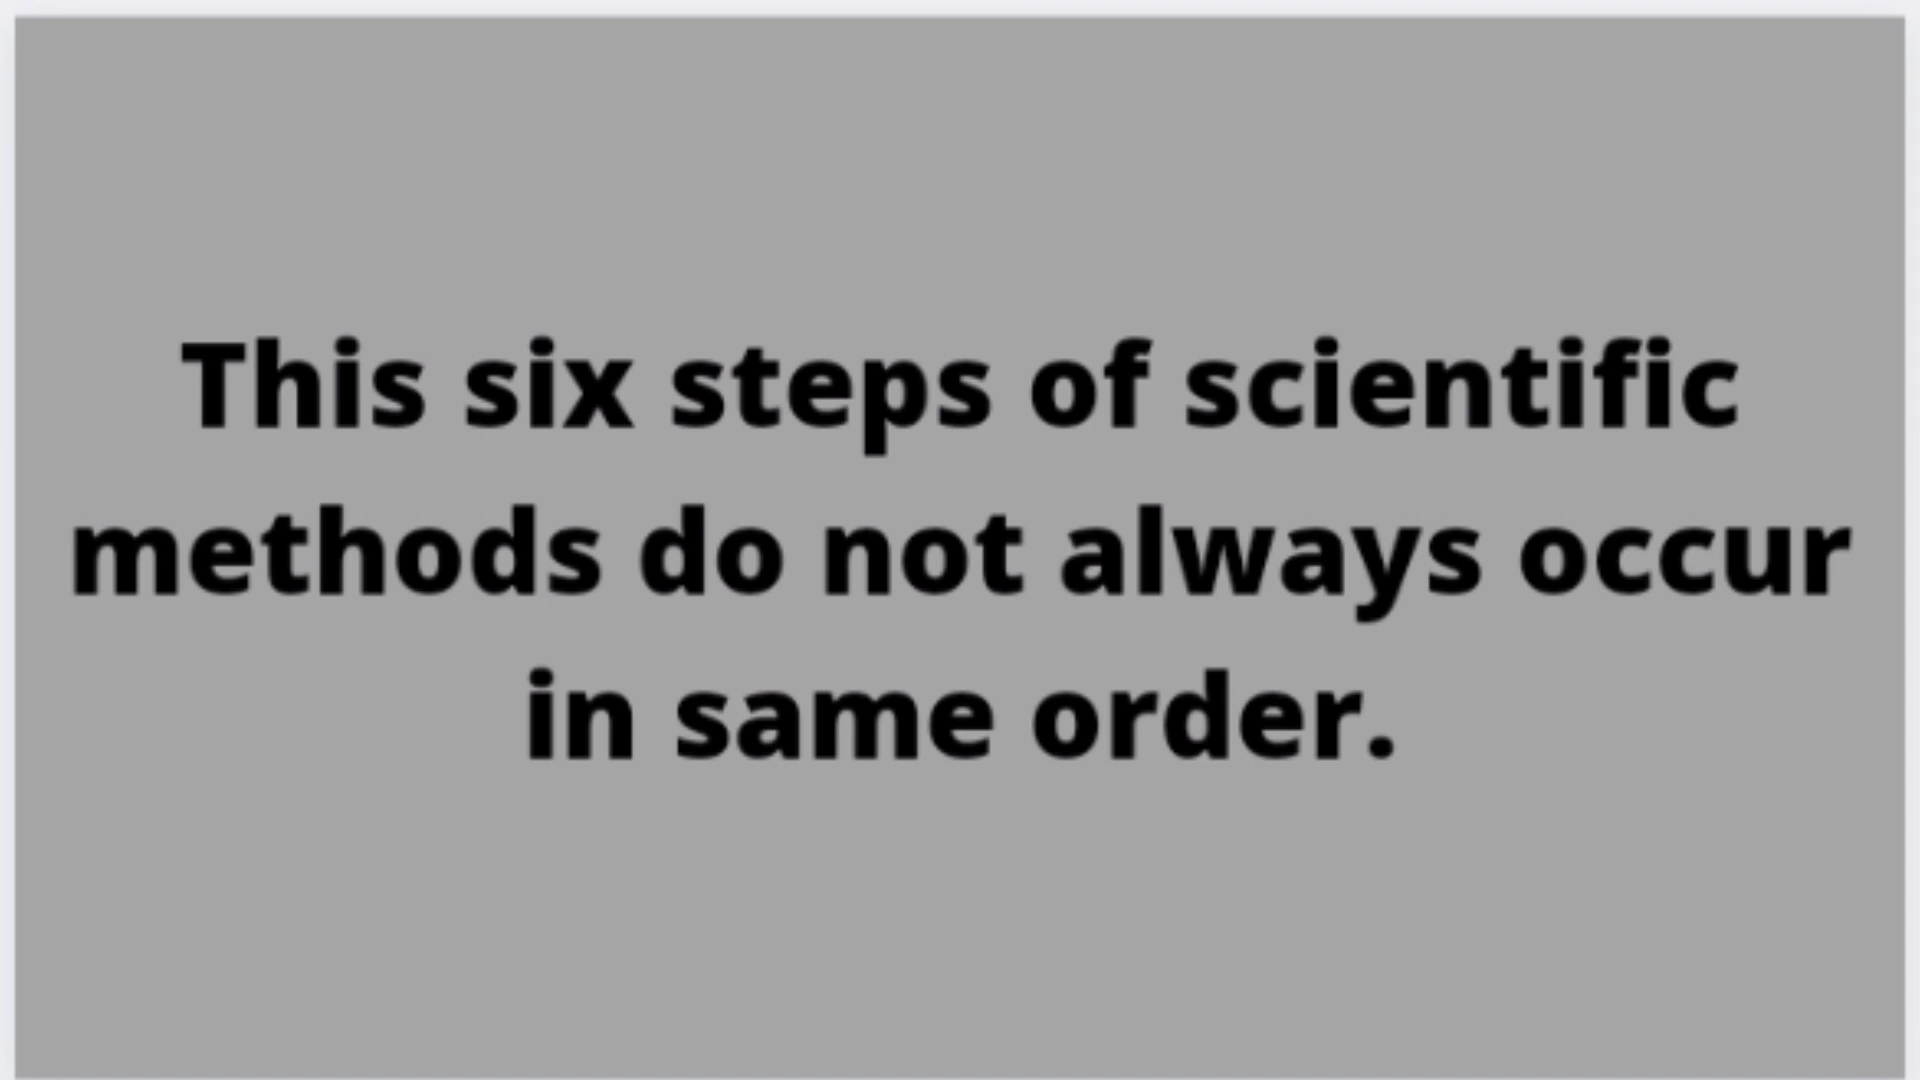 This six steps of scientific
methods do not always occur
in same order.